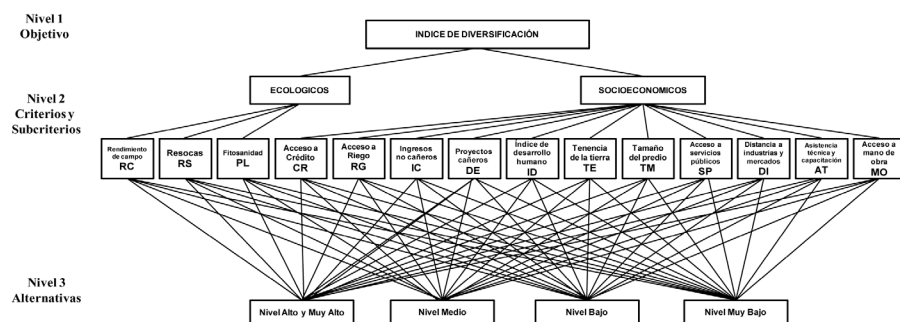 Nivel 1
Objetivo
INDICE DE DIVERSIFICACIÓN
Nivel 2
Criterios y
Subcriterios
ECOLOGICOS
SOCIOECONOMICOS
Rendimiento
de campo
RC
Resocas
RS
Fitosanidad
PL
Acceso a
Crédito
CR
Acceso a
Riego
RG
Ingresos
no cañeros
IC
Proyectos
cañeros
DE
Índice de
desarrollo
humano
ID
Tenencia
de la tierra
TE
Tamaño
del predio
TM
Acceso a
servicios
públicos
SP
Distancia a
industrias y
mercados
DI
Asistencia
técnica y
capacitación
AT
Acceso a
mano de
obra
MO
Nivel 3
Alternativas
Nivel Alto y Muy Alto
Nivel Medio
Nivel Bajo
Nivel Muy Bajo